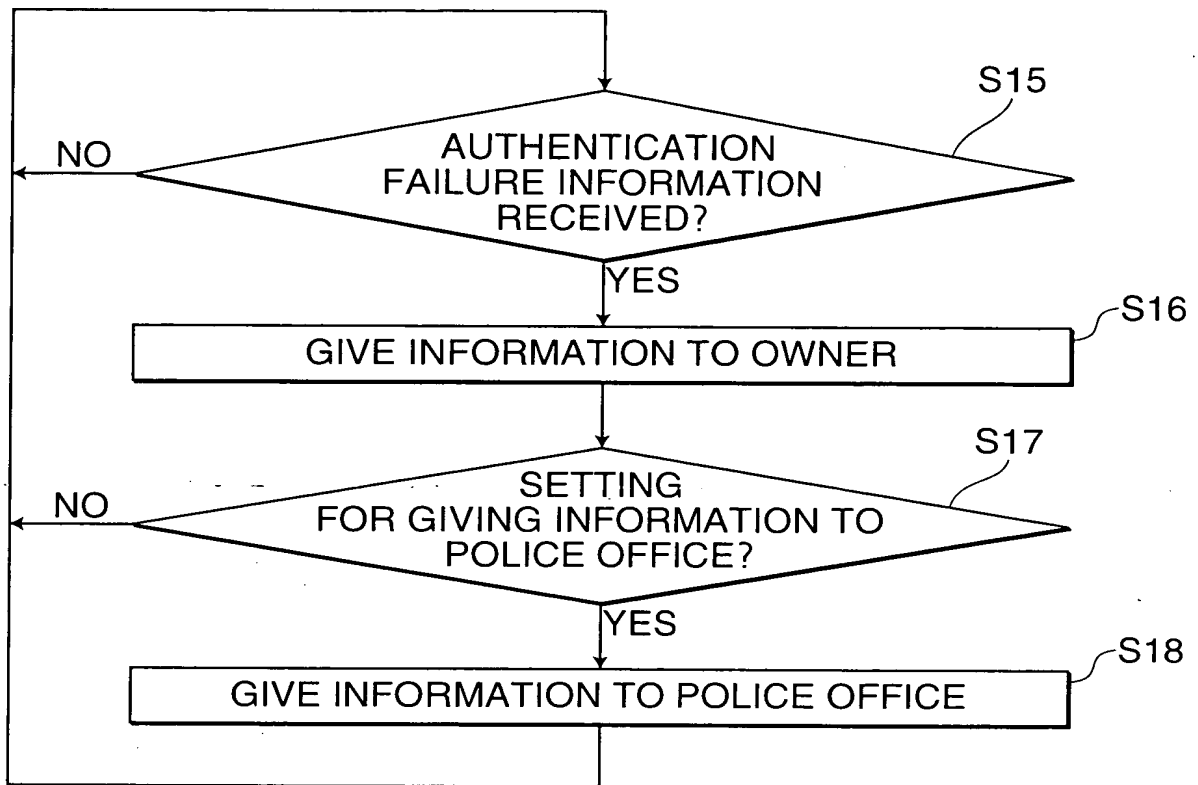 S15
AUTHENTICATION
FAILURE INFORMATION
RECEIVED?
NO
YES
S16
GIVE INFORMATION TO OWNER
S17
SETTING
FOR GIVING INFORMATION TO
POLICE OFFICE?
NO
YES
S18
GIVE INFORMATION TO POLICE OFFICE